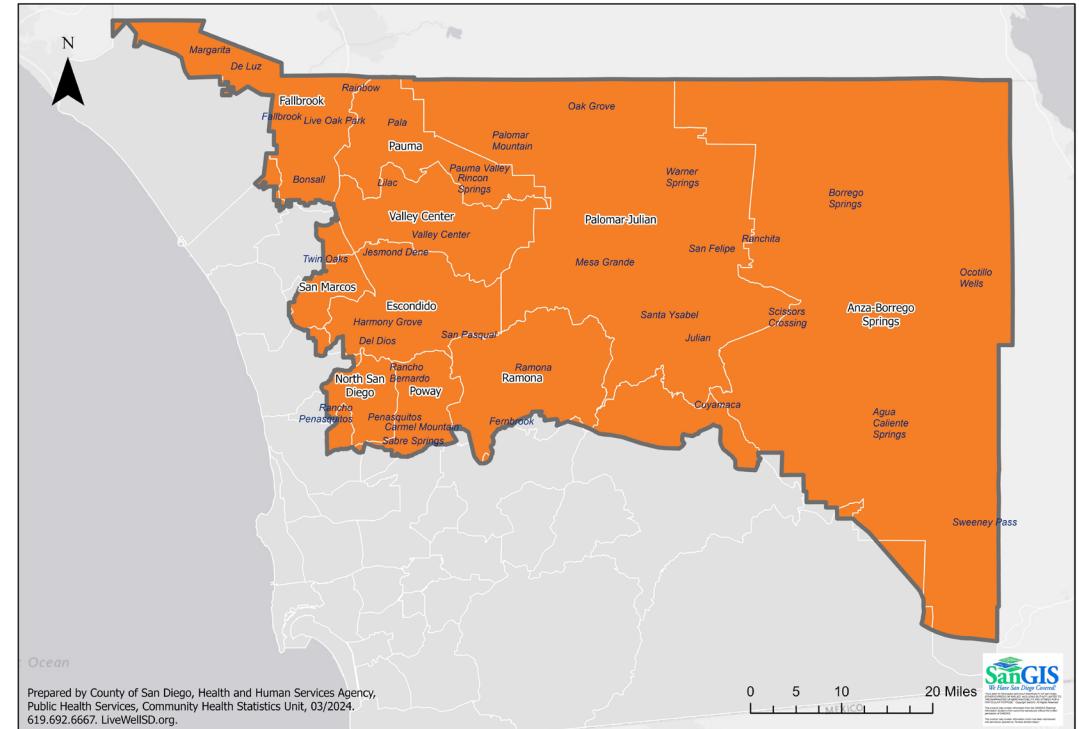 N
Margarita
De Luz
Rainbow
Fallbrook
Oak Grove
Fallbrook
Live Oak Park
Pala
Palomar
Mountain
Pauma
Pauma Valley
Rincon
Springs
Warner
Springs
Bonsall
Lilac
Borrego
Springs
Valley Center
Palomar-Julian
Valley Center
Ranchita
San Felipe
Jesmond Dene
Twin Oaks
Mesa Grande
Ocotillo
Wells
San Marcos
Escondido
Anza-Borrego
Springs
Santa Ysabel
Scissors
Crossing
Harmony Grove
San Pasqual
Del Dios
Julian
Rancho
Bernardo
Ramona
North San
Diego
Ramona
Poway
Cuyamaca
Rancho
Penasquitos
Penasquitos
Carmel Mountain
Fernbrook
Agua
Caliente
Springs
Sabre Springs
Sweeney Pass
Ocean
SanGIS
We Have San Diego Covered!
Prepared by County of San Diego, Health and Human Services Agency,
Public Health Services, Community Health Statistics Unit, 03/2024.
619.692.6667. LiveWellSD.org.
0 5 10 20 Miles
MEXICO